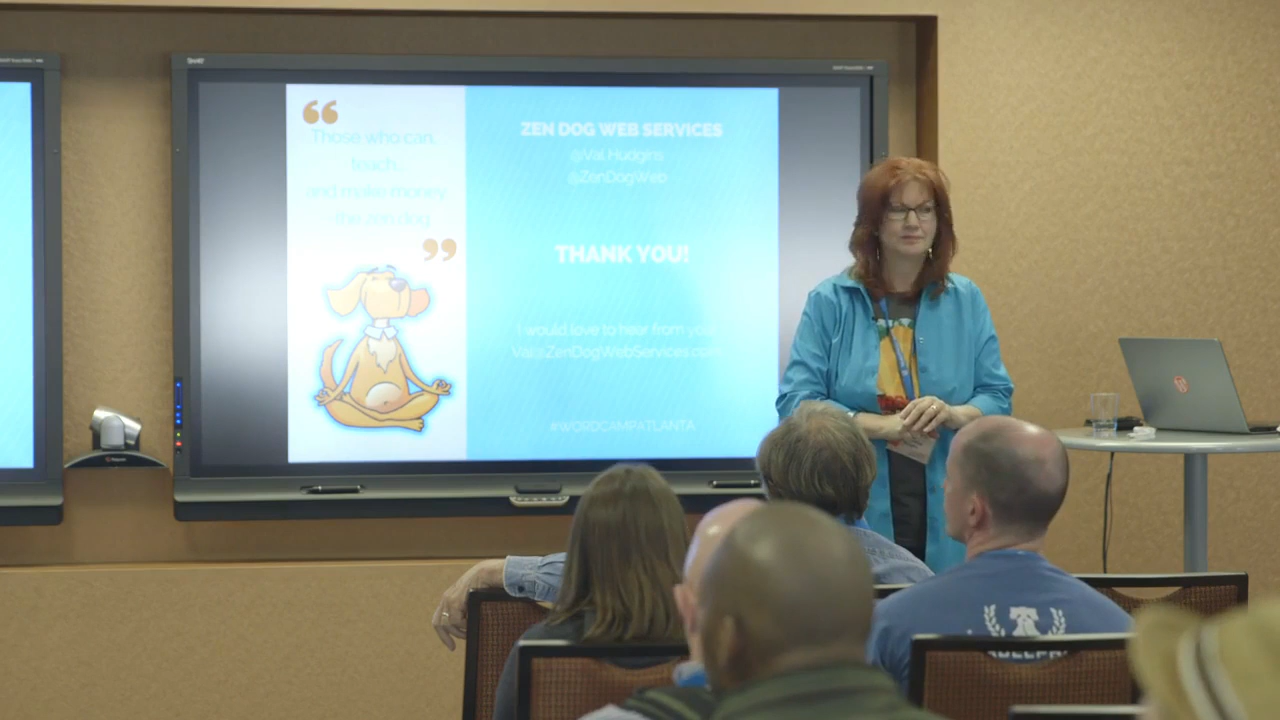 SMART
“
Those who can,
teach,
and make money.
- the zen dog
”
ZEN DOG WEB SERVICES
@Val Hudgins
@ZenDogWeb
THANK YOU!
I would love to hear from you
Val@ZenDogWebServices.com
#WORDCAMPATLANTA